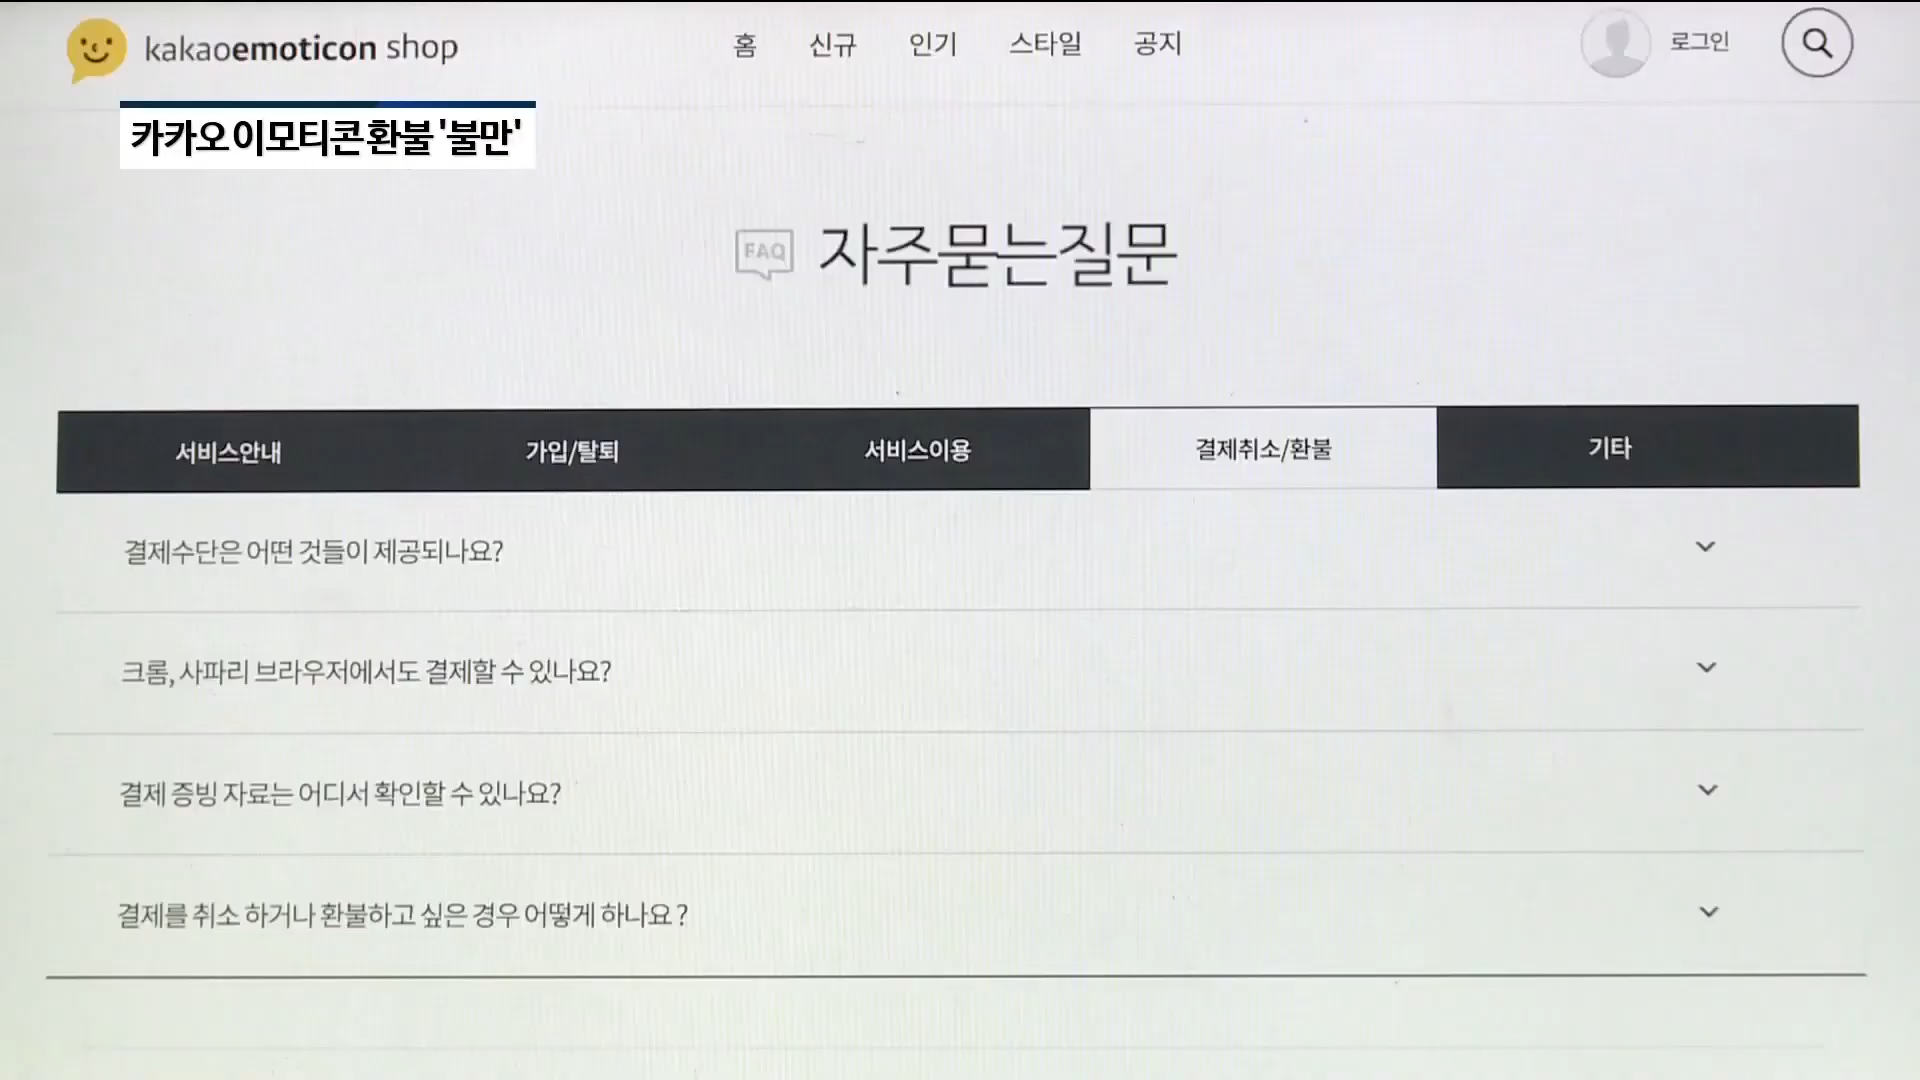 kakaoemoticon shop 홈 신규 인기 스타일 공지 로그인
카카오 이모티콘 환불 '불만'
FAQ 자주묻는질문
서비스안내 가입/탈퇴 서비스이용 결제취소/환불 기타
결제수단은 어떤 것들이 제공되나요?
크롬, 사파리 브라우저에서도 결제할 수 있나요?
결제 증빙 자료는 어디서 확인할 수 있나요?
결제를 취소 하거나 환불하고 싶은 경우 어떻게 하나요 ?